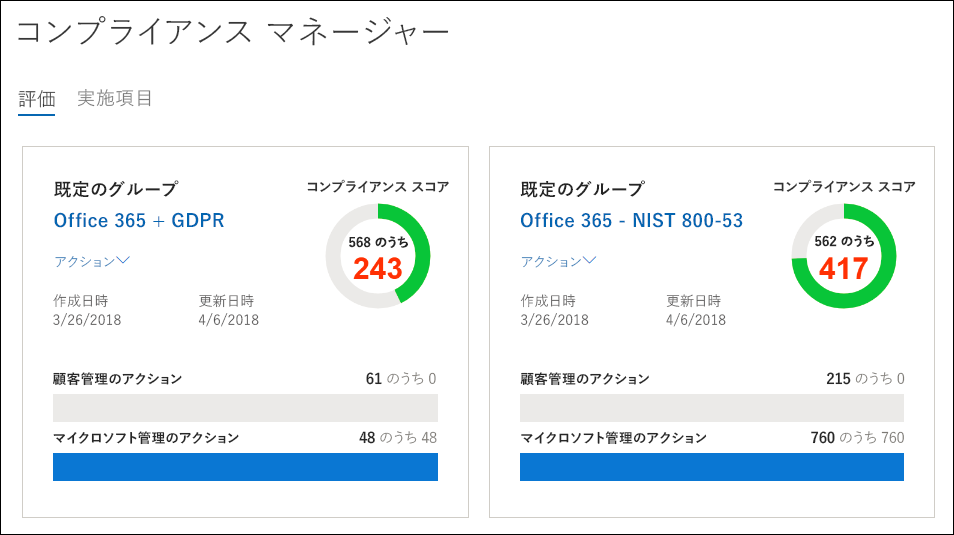 コンプライアンス マネージャー
評価 実施項目
既定のグループ
Office 365 + GDPR
アクション
コンプライアンス スコア
568 のうち
243
作成日時 更新日時
3/26/2018 4/6/2018
顧客管理のアクション 61 のうち 0
マイクロソフト管理のアクション 48 のうち 48
既定のグループ
Office 365 - NIST 800-53
アクション
コンプライアンス スコア
562 のうち
417
作成日時 更新日時
3/26/2018 4/6/2018
顧客管理のアクション 215 のうち 0
マイクロソフト管理のアクション 760 のうち 760